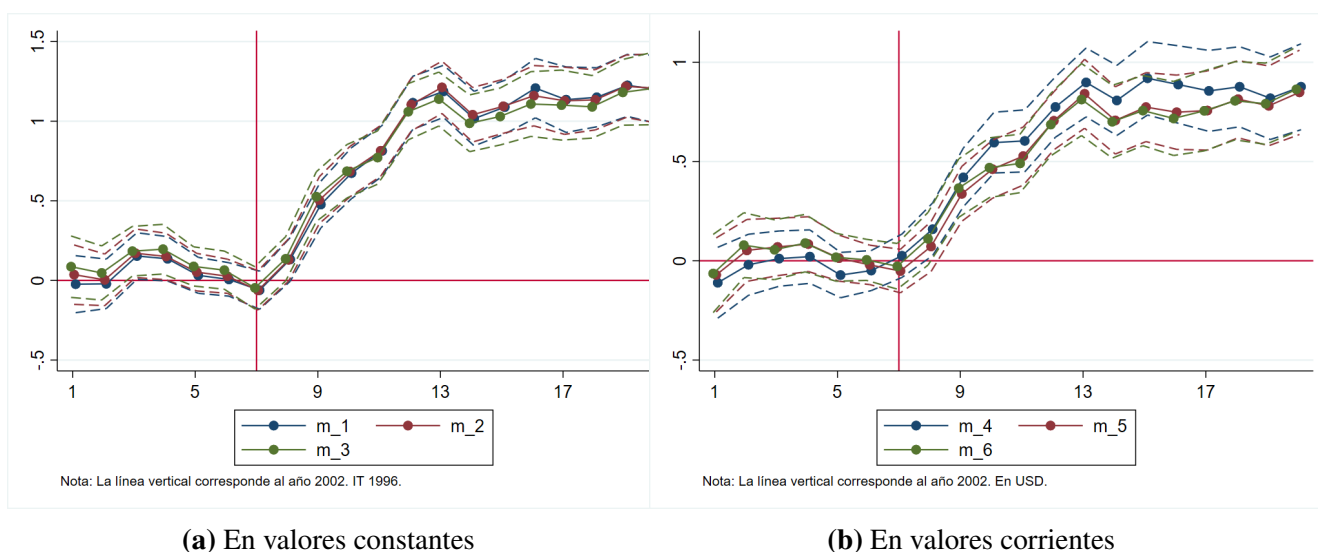 1.5
1
.5
0
-.5
1 5 9 13 17
m_1 m_2
m_3
Nota: La línea vertical corresponde al año 2002. IT 1996.
(a) En valores constantes
1
.5
0
-.5
1 5 9 13 17
m_4 m_5
m_6
Nota: La línea vertical corresponde al año 2002. En USD.
(b) En valores corrientes